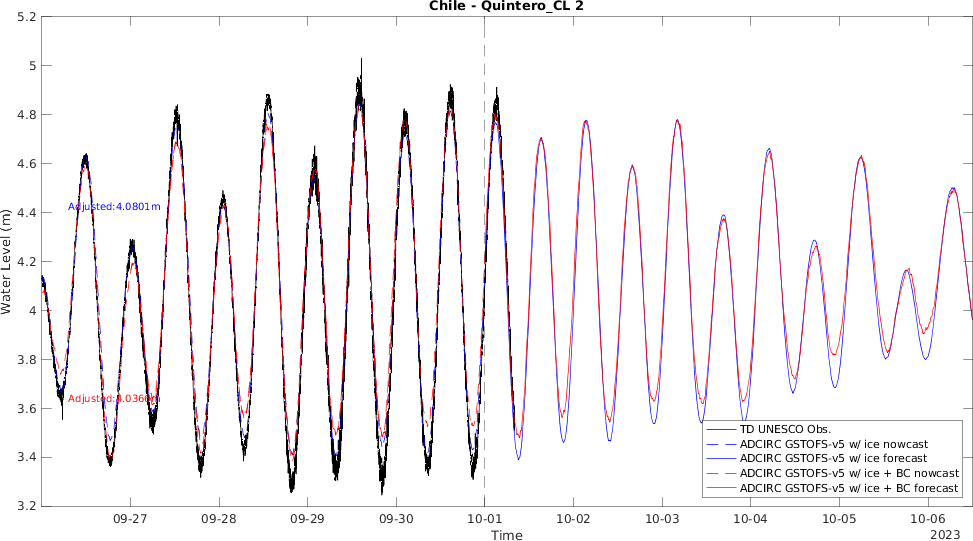 Chile - Quintero_CL 2
5.2
5
4.8
4.6
4.4
4.2
4
3.8
3.6
3.4
3.2
Water Level (m)
Adjusted:4.0801m
Adjusted:4.0366m
TD UNESCO Obs.
ADCIRC GSTOFS-v5 w/ ice nowcast
ADCIRC GSTOFS-v5 w/ ice forecast
ADCIRC GSTOFS-v5 w/ ice + BC nowcast
ADCIRC GSTOFS-v5 w/ ice + BC forecast
09-27 09-28 09-29 09-30 10-01 10-02 10-03 10-04 10-05 10-06
Time
2023